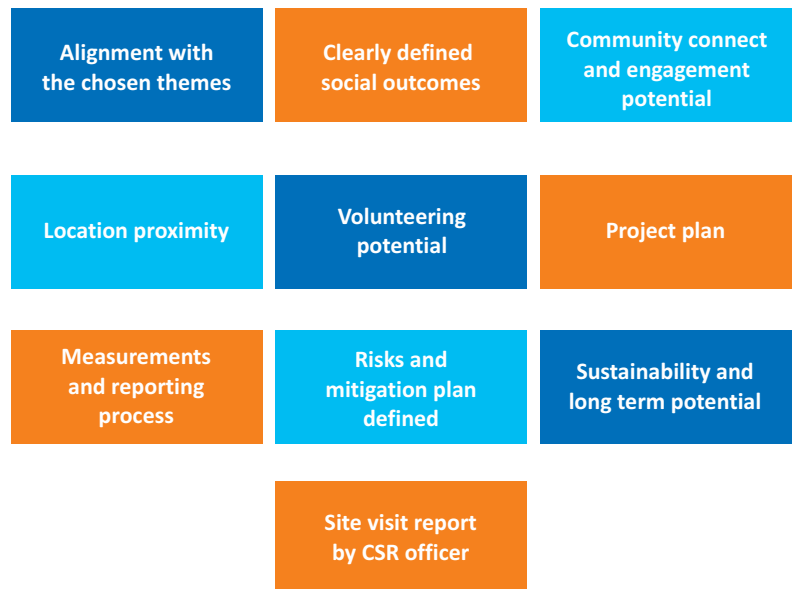 Alignment with
the chosen themes
Clearly defined
social outcomes
Community connect
and engagement
potential
Location proximity
Volunteering
potential
Project plan
Measurements
and reporting
process
Risks and
mitigation plan
defined
Sustainability and
long term potential
Site visit report
by CSR officer